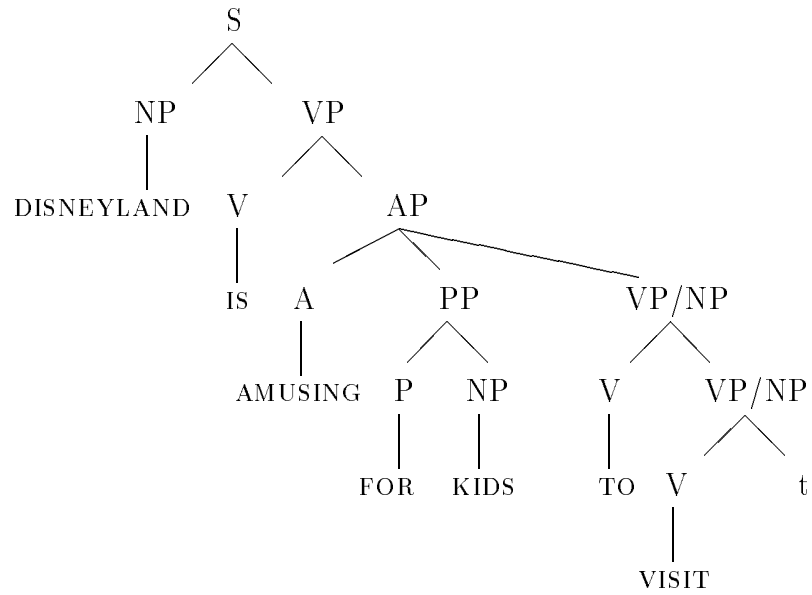 S
NP VP
DISNEYLAND V AP
IS A PP VP/NP
AMUSING P NP V VP/NP
FOR KIDS TO V t
VISIT